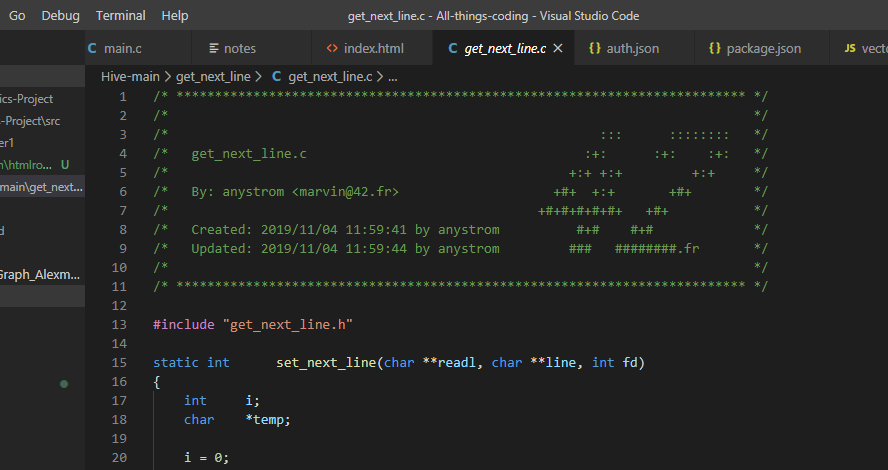 Go Debug Terminal Help get_next_line.c - All-things-coding - Visual Studio Code
C main.c notes <> index.html C get_next_line.c × {} auth.json {} package.json JS vect
Hive-main > get_next_line > C get_next_line.c > ...
ics-Project
-Project\src
er1
n\htmlro... U
main\get_next...
d
Graph_Alexm...
1 /* ************************************************************************** */
2 /*                                                                            */
3 /*                                                        :::      ::::::::   */
4 /*   get_next_line.c                                    :+:      :+:    :+:   */
5 /*                                                    +:+ +:+         +:+     */
6 /*   By: anystrom <marvin@42.fr>                    +#+  +:+       +#+        */
7 /*                                                +#+#+#+#+#+   +#+           */
8 /*   Created: 2019/11/04 11:59:41 by anystrom          #+#    #+#             */
9 /*   Updated: 2019/11/04 11:59:44 by anystrom         ###   ########.fr       */
10 /*                                                                            */
11 /* ************************************************************************** */
12
13 #include "get_next_line.h"
14
15 static int      set_next_line(char **readl, char **line, int fd)
16 {
17     int     i;
18     char    *temp;
19
20     i = 0;